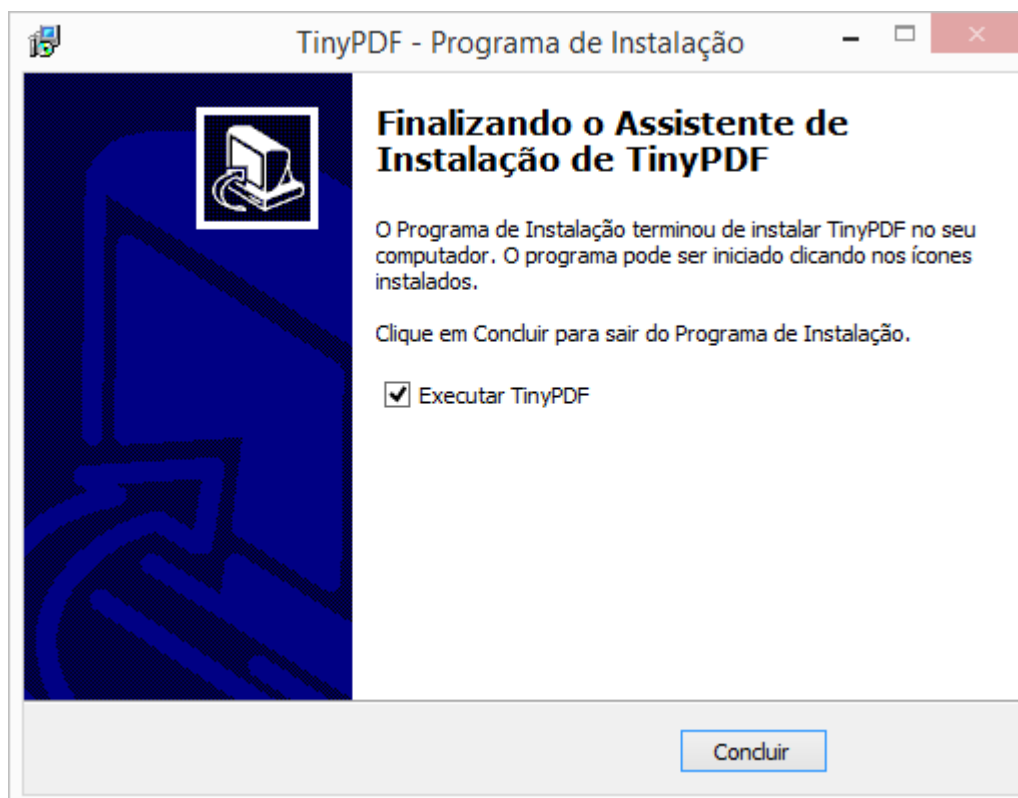 TinyPDF - Programa de Instalação
Finalizando o Assistente de
Instalação de TinyPDF
O Programa de Instalação terminou de instalar TinyPDF no seu
computador. O programa pode ser iniciado clicando nos ícones
instalados.
Clique em Concluir para sair do Programa de Instalação.
Executar TinyPDF
Concluir